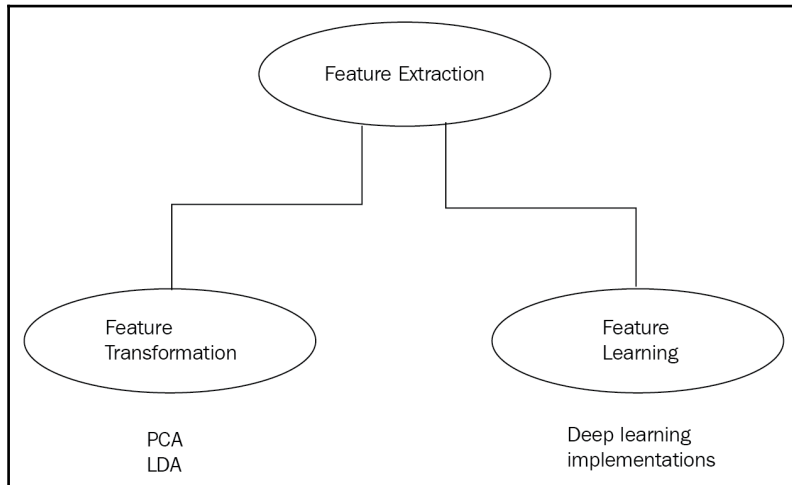 Feature Extraction
Feature
Transformation
Feature
Learning
PCA
LDA
Deep learning
implementations